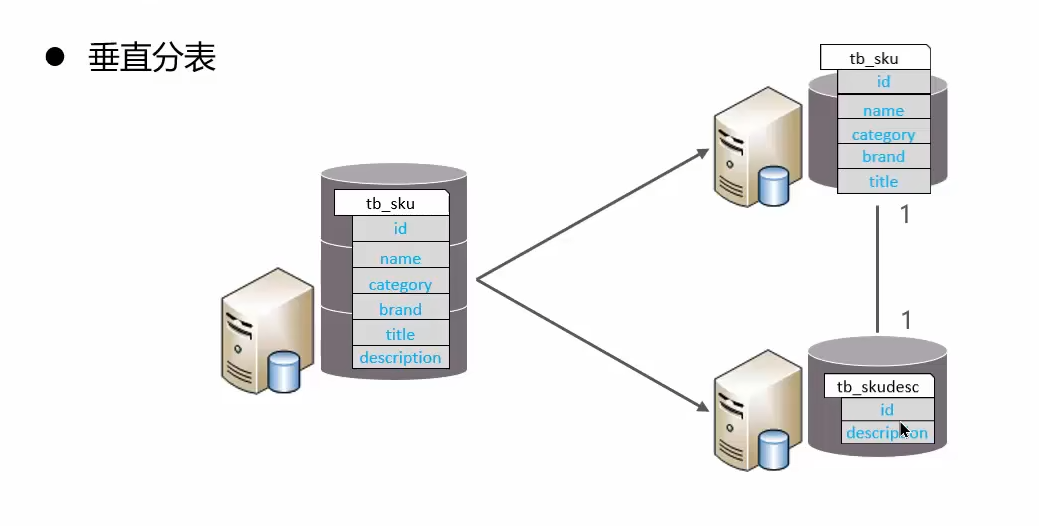 ● 垂直分表
tb_sku
id
name
category
brand
title
description
tb_sku
id
name
category
brand
title
1
1
tb_skudesc
id
description